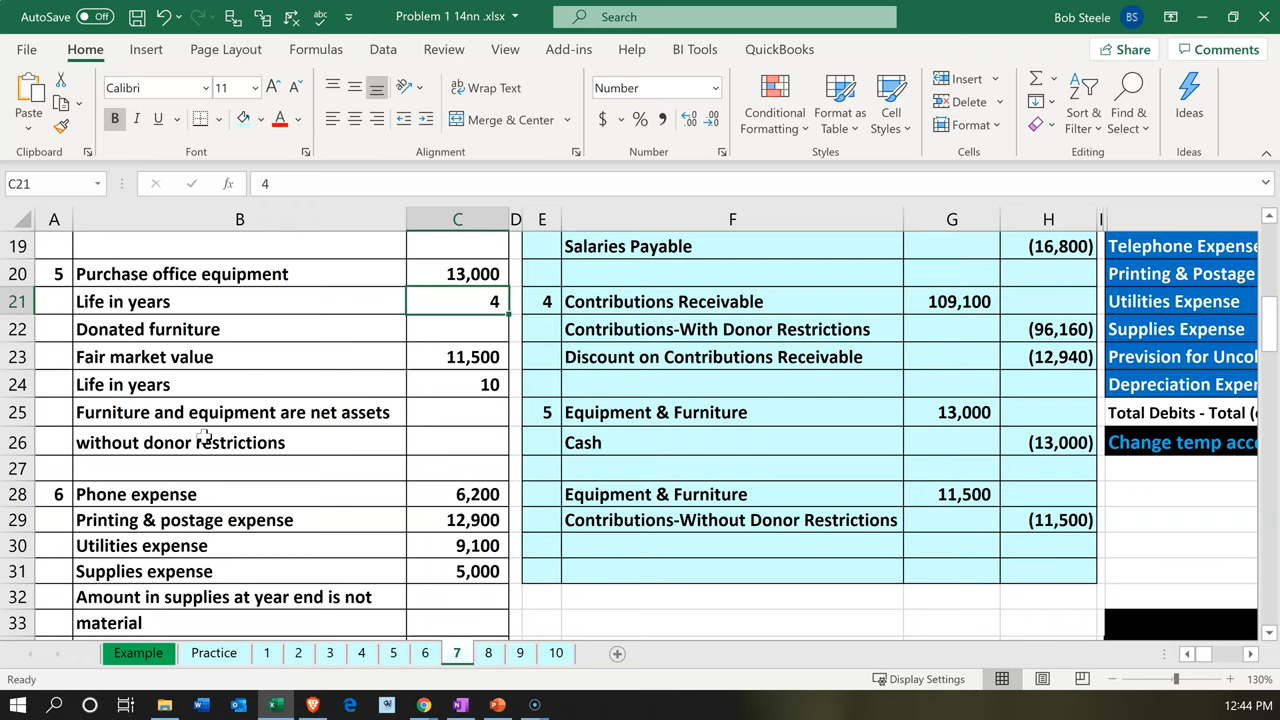 AutoSave Off
Problem 1 14nn .xlsx
Search
Bob Steele BS
File Home Insert Page Layout Formulas Data Review View Add-ins Help BI Tools QuickBooks
Share Comments
Paste
Clipboard
Calibri 11
B I U
Font
Wrap Text
Merge & Center
Alignment
Number
$ % ,
Number
Conditional Formatting
Format as Table
Cell Styles
Styles
Insert
Delete
Format
Cells
Sort & Filter
Find & Select
Editing
Ideas
Ideas
C21 fx 4
A B C D E F G H I
19 Salaries Payable (16,800) Telephone Expense
20 5 Purchase office equipment 13,000 Printing & Postage
21 Life in years 4 4 Contributions Receivable 109,100 Utilities Expense
22 Donated furniture Contributions-With Donor Restrictions (96,160) Supplies Expense
23 Fair market value 11,500 Discount on Contributions Receivable (12,940) Prevision for Uncol
24 Life in years 10 Depreciation Exper
25 Furniture and equipment are net assets 5 Equipment & Furniture 13,000 Total Debits - Total (
26 without donor restrictions Cash (13,000) Change temp acc
27
28 6 Phone expense 6,200 Equipment & Furniture 11,500
29 Printing & postage expense 12,900 Contributions-Without Donor Restrictions (11,500)
30 Utilities expense 9,100
31 Supplies expense 5,000
32 Amount in supplies at year end is not
33 material
Example Practice 1 2 3 4 5 6 7 8 9 10
Ready Display Settings 130%
12:44 PM